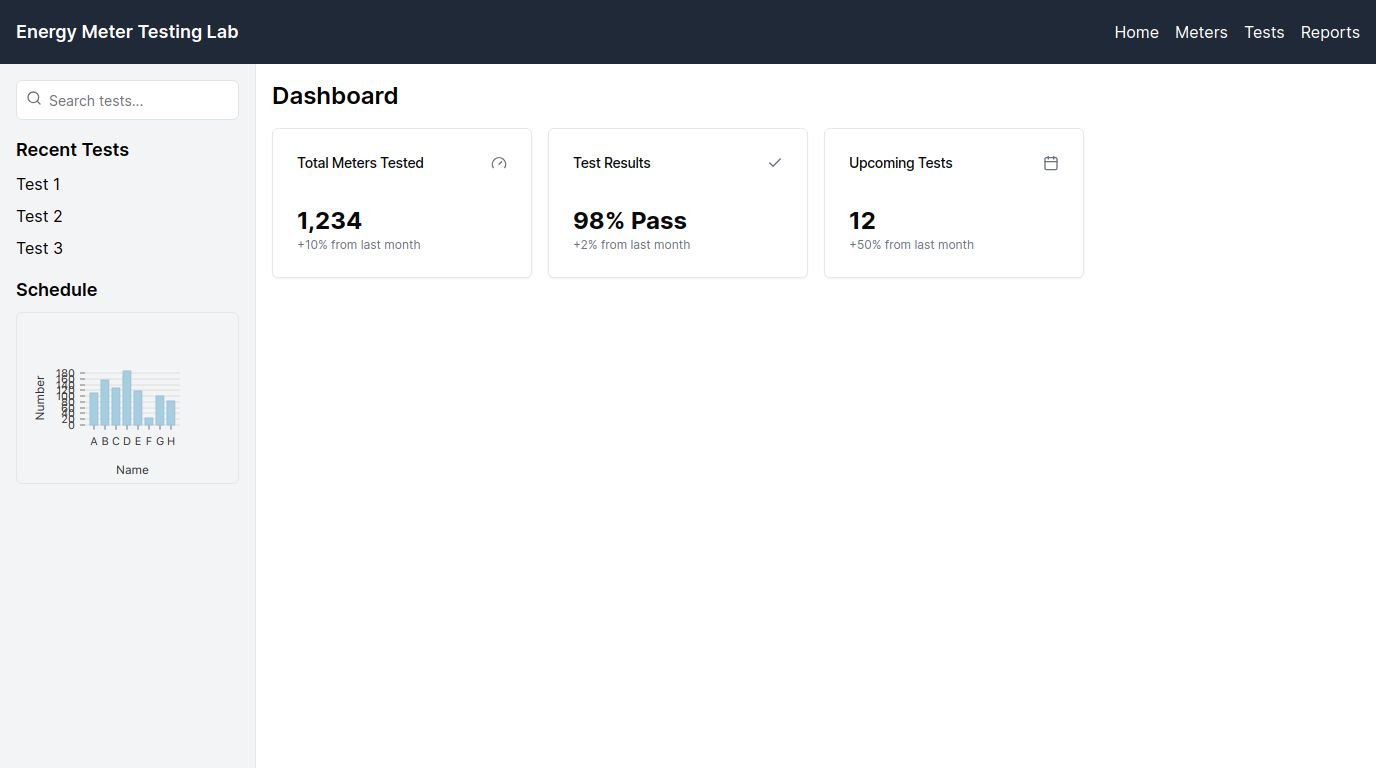 Energy Meter Testing Lab
Home Meters Tests Reports
Search tests...
Recent Tests
Test 1
Test 2
Test 3
Schedule
Number
180
160
140
120
100
80
60
40
20
0
A B C D E F G H
Name
Dashboard
Total Meters Tested
1,234
+10% from last month
Test Results
98% Pass
+2% from last month
Upcoming Tests
12
+50% from last month